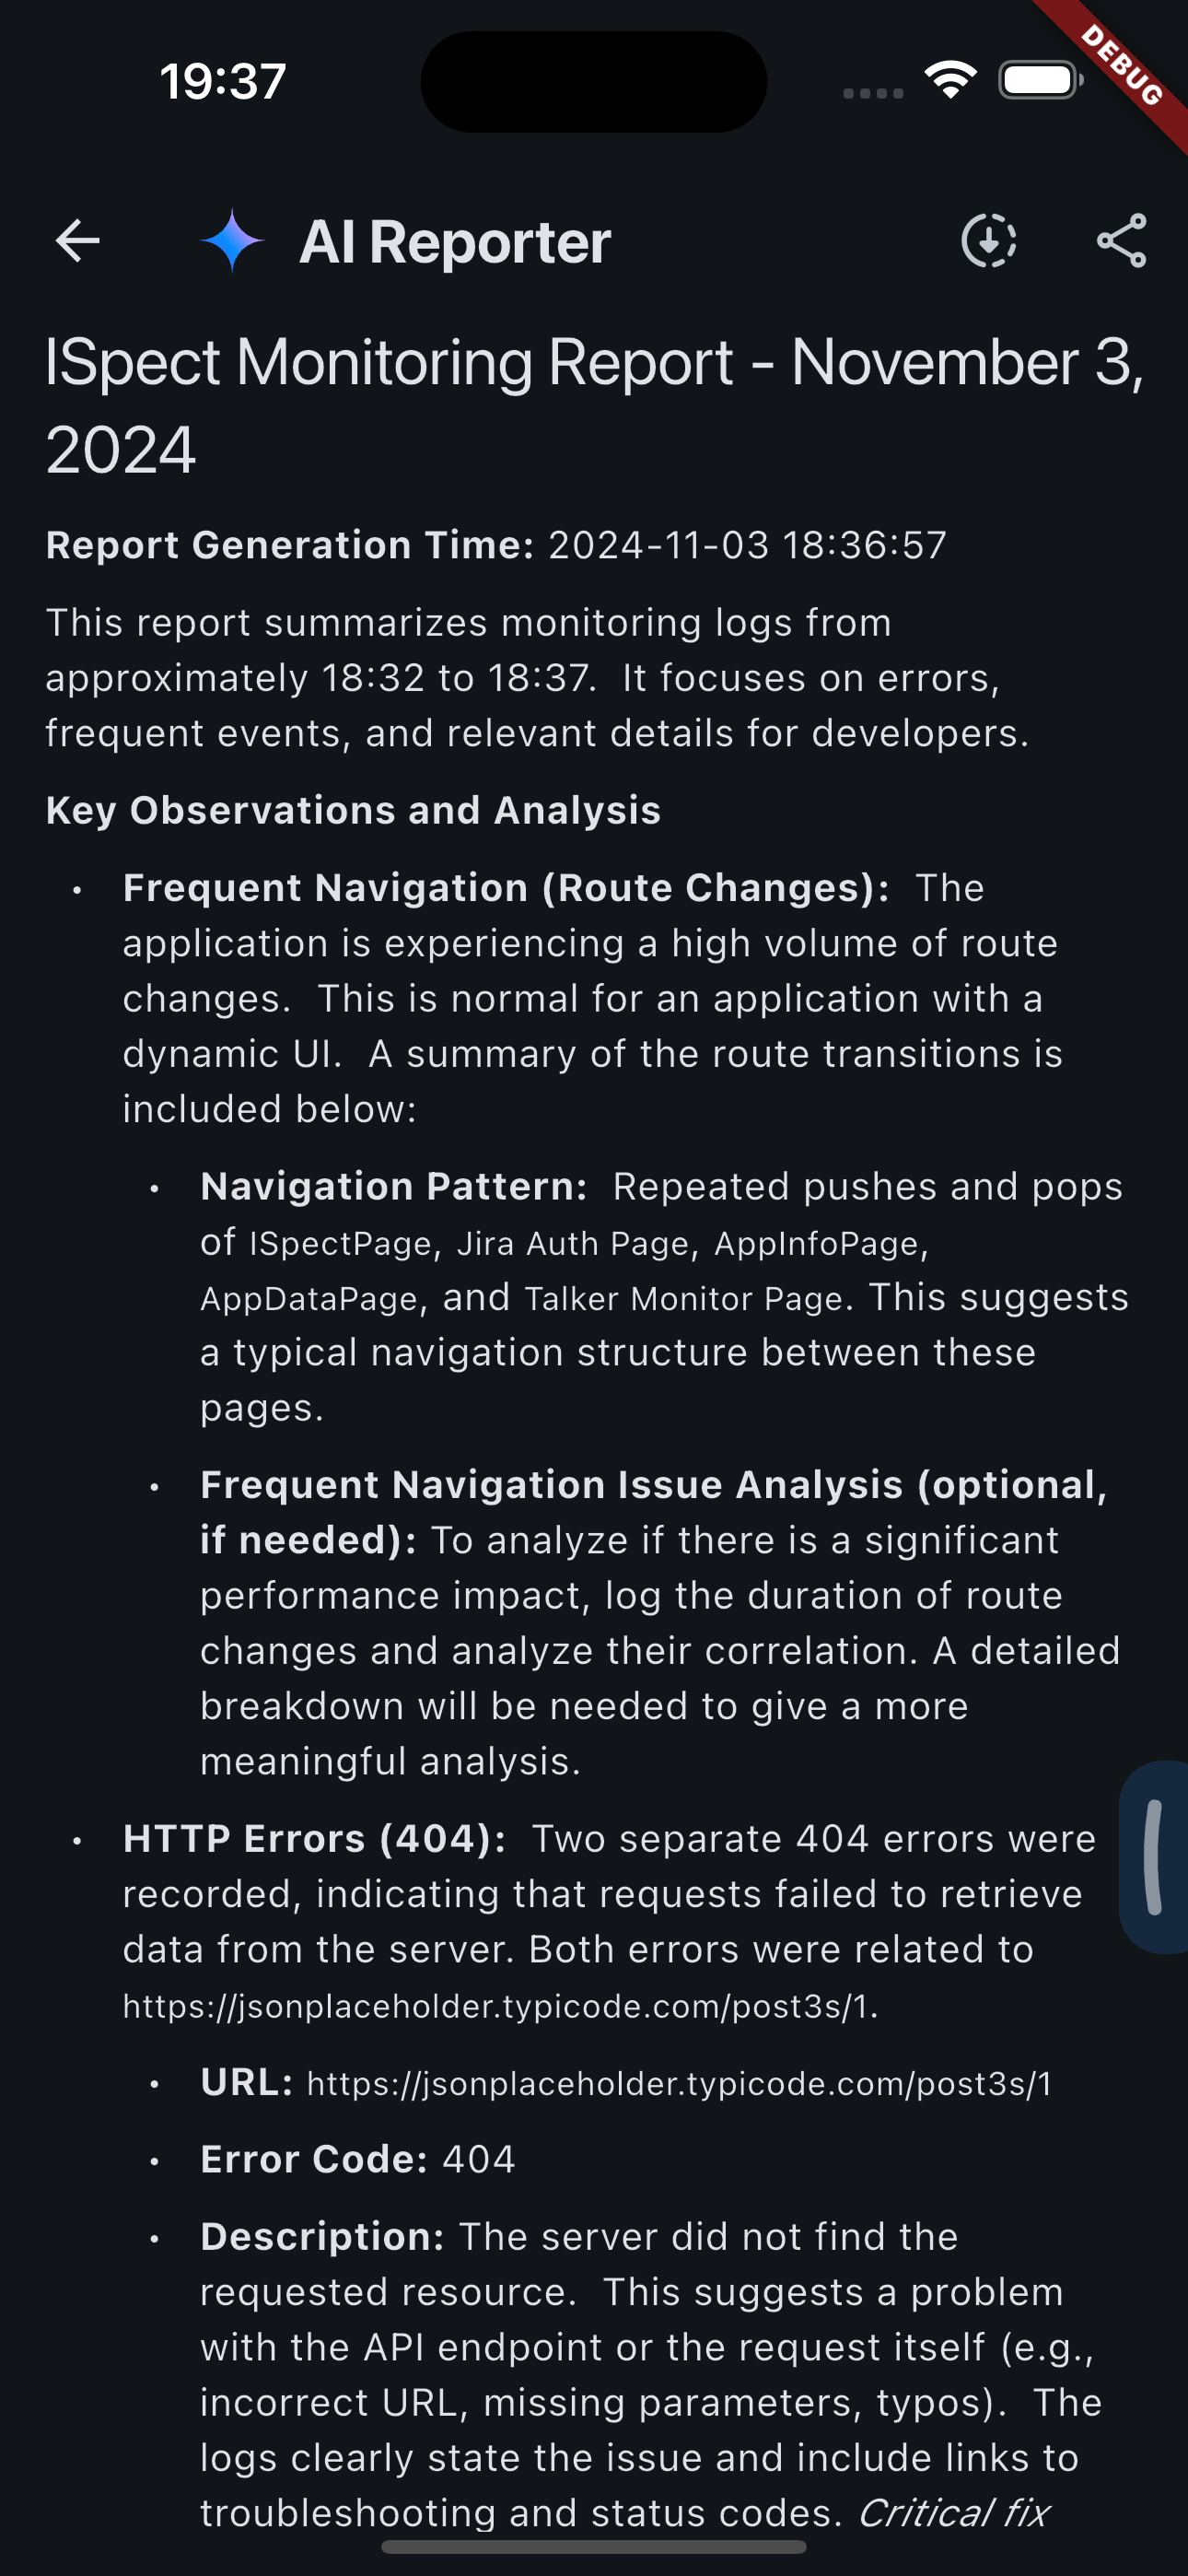 19:37
DEBUG
AI Reporter
ISpect Monitoring Report - November 3,
2024
Report Generation Time: 2024-11-03 18:36:57
This report summarizes monitoring logs from
approximately 18:32 to 18:37.  It focuses on errors,
frequent events, and relevant details for developers.
Key Observations and Analysis
• Frequent Navigation (Route Changes):  The
application is experiencing a high volume of route
changes.  This is normal for an application with a
dynamic UI.  A summary of the route transitions is
included below:
• Navigation Pattern:  Repeated pushes and pops
of ISpectPage, Jira Auth Page, AppInfoPage,
AppDataPage, and Talker Monitor Page. This suggests
a typical navigation structure between these
pages.
• Frequent Navigation Issue Analysis (optional,
if needed): To analyze if there is a significant
performance impact, log the duration of route
changes and analyze their correlation. A detailed
breakdown will be needed to give a more
meaningful analysis.
• HTTP Errors (404):  Two separate 404 errors were
recorded, indicating that requests failed to retrieve
data from the server. Both errors were related to
https://jsonplaceholder.typicode.com/post3s/1.
• URL: https://jsonplaceholder.typicode.com/post3s/1
• Error Code: 404
• Description: The server did not find the
requested resource.  This suggests a problem
with the API endpoint or the request itself (e.g.,
incorrect URL, missing parameters, typos).  The
logs clearly state the issue and include links to
troubleshooting and status codes. Critical fix